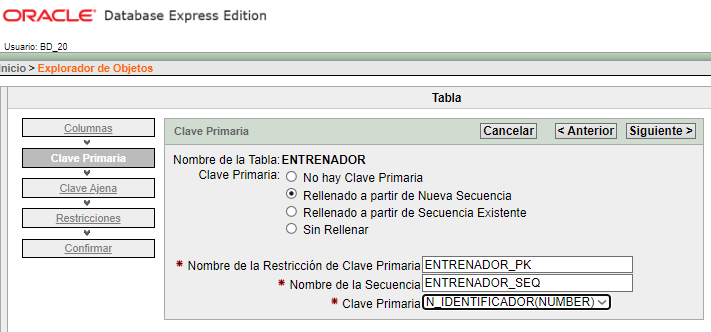 ORACLE® Database Express Edition
Usuario: BD_20
Inicio > Explorador de Objetos
Tabla
Columnas
Clave Primaria
Clave Ajena
Restricciones
Confirmar
Clave Primaria
Cancelar
< Anterior
Siguiente >
Nombre de la Tabla: ENTRENADOR
Clave Primaria: No hay Clave Primaria
Rellenado a partir de Nueva Secuencia
Rellenado a partir de Secuencia Existente
Sin Rellenar
* Nombre de la Restricción de Clave Primaria ENTRENADOR_PK
* Nombre de la Secuencia ENTRENADOR_SEQ
* Clave Primaria N_IDENTIFICADOR(NUMBER)